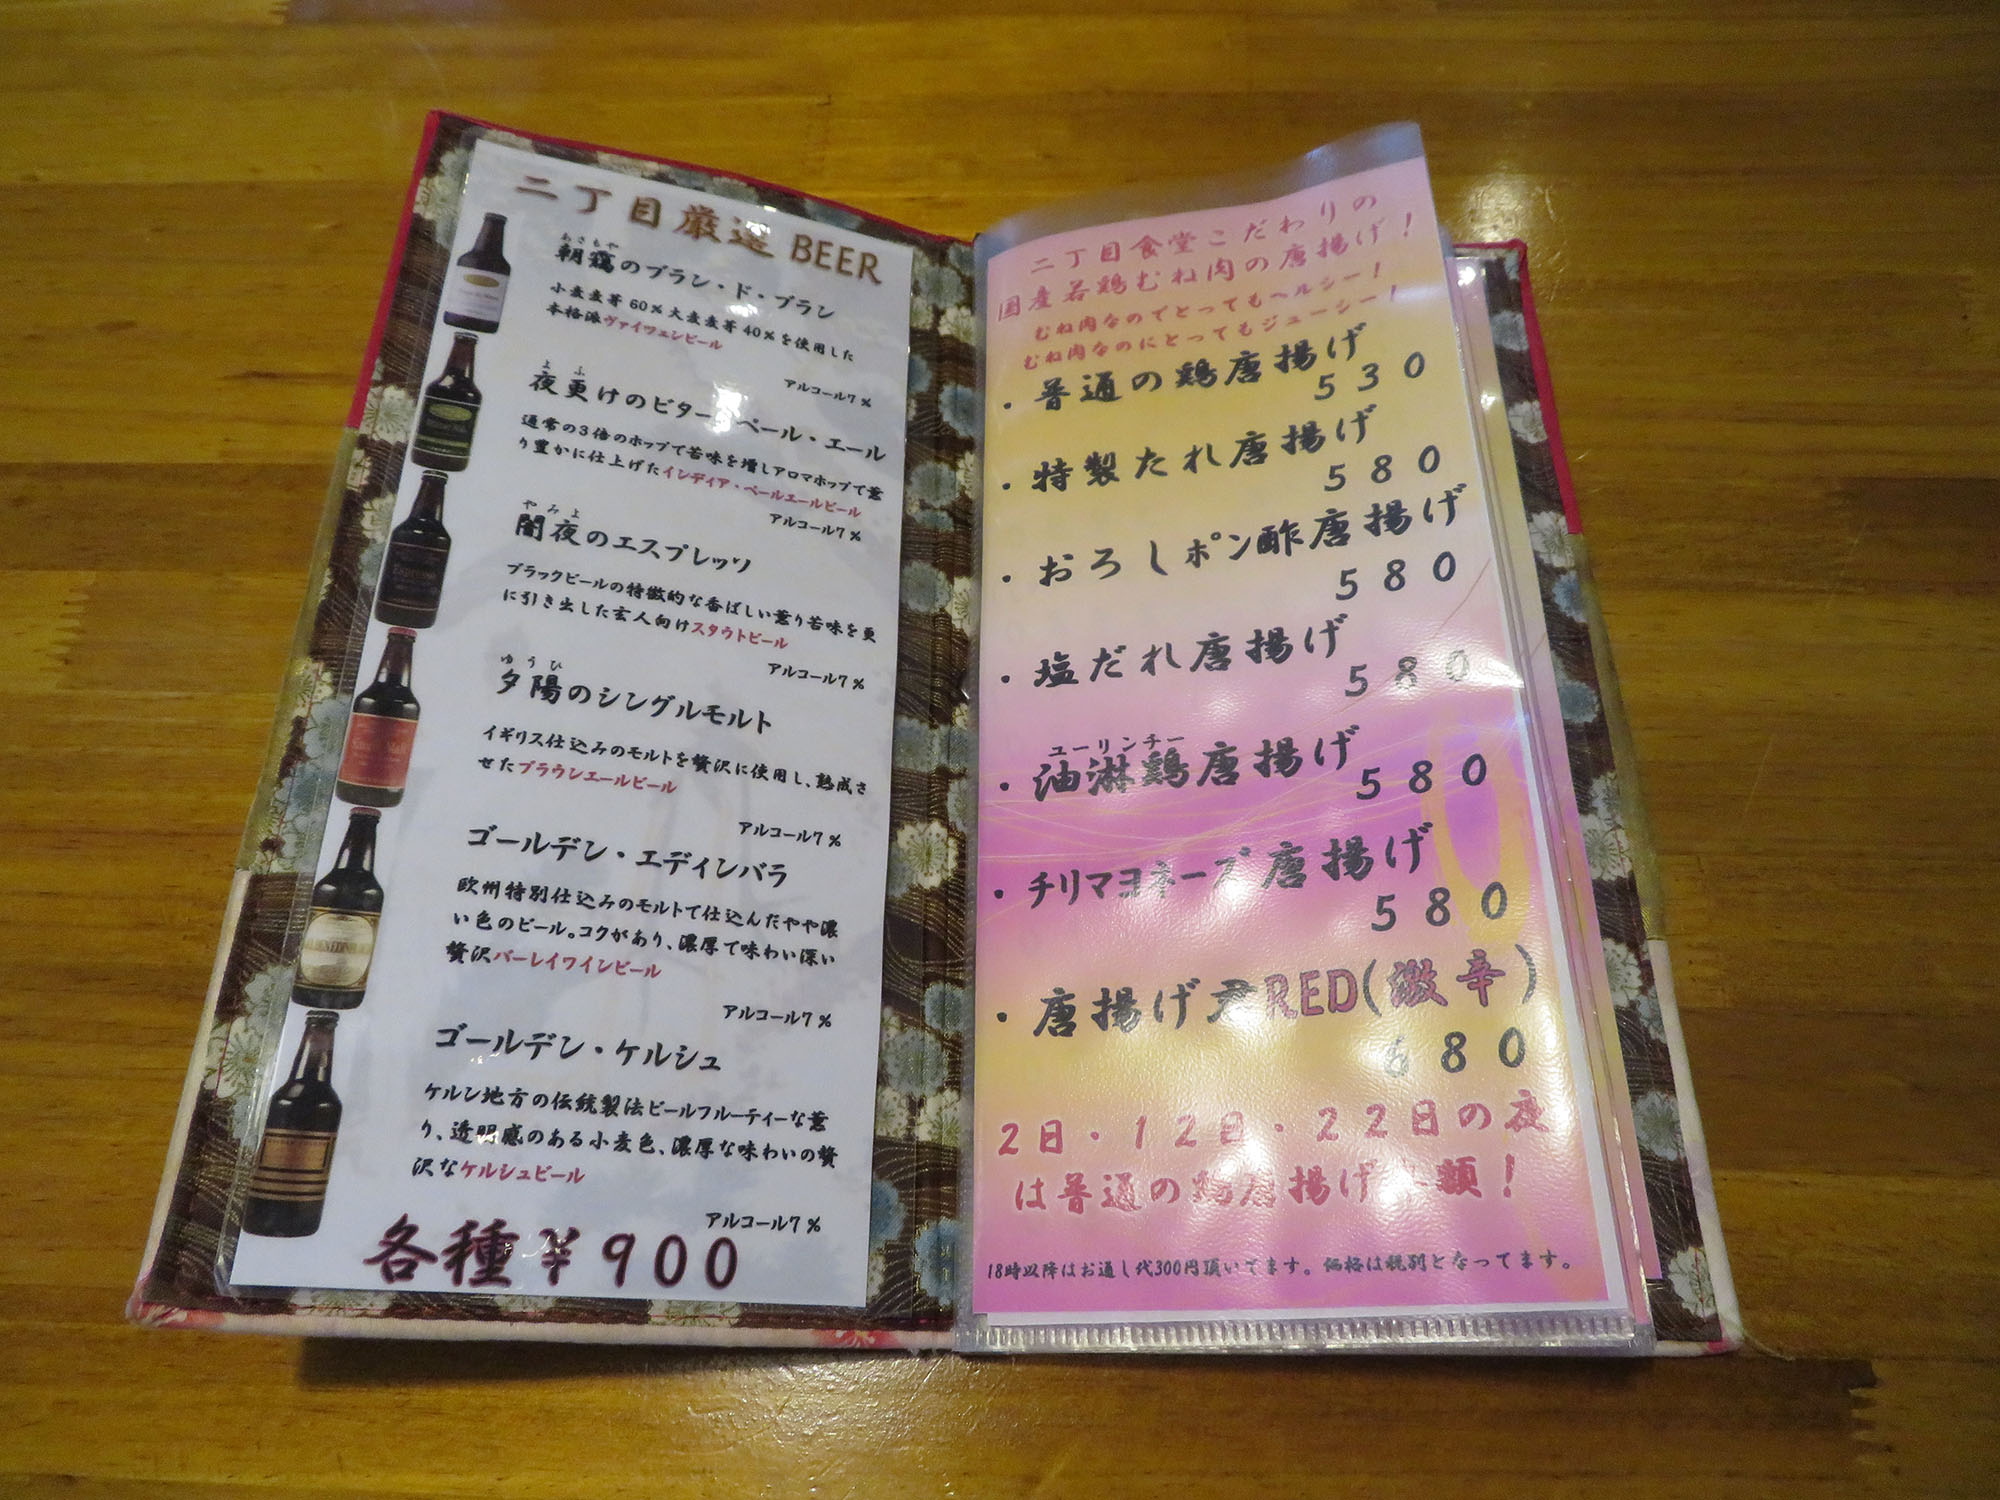 二丁目厳選 BEER
あさもや
朝靄のブラン・ド・ブラン
小麦麦芽60%大麦麦芽40%を使用した
本格派ヴァイツェンビール
アルコール7%
よふ
夜更けのビター・ペール・エール
通常の3倍のホップで苦味を増しアロマホップで薫
り豊かに仕上げたインディア・ペールエールビール
アルコール7%
やみよ
闇夜のエスプレッソ
ブラックビールの特徴的な香ばしい薫り苦味を更
に引き出した玄人向けスタウトビール
アルコール7%
ゆうひ
夕陽のシングルモルト
イギリス仕込みのモルトを贅沢に使用し、熟成さ
せたブラウンエールビール
アルコール7%
ゴールデン・エディンバラ
欧州特別仕込みのモルトで仕込んだやや濃
い色のビール。コクがあり、濃厚で味わい深い
贅沢バーレイワインビール
アルコール7%
ゴールデン・ケルシュ
ケルン地方の伝統製法ビールフルーティーな薫
り、透明感のある小麦色、濃厚な味わいの贅
沢なケルシュビール
アルコール7%
各種¥900
二丁目食堂こだわりの
国産若鶏むね肉の唐揚げ!
むね肉なのでとってもヘルシー!
むね肉なのにとってもジューシー!
・普通の鶏唐揚げ
530
・特製たれ唐揚げ
580
・おろしポン酢唐揚げ
580
・塩だれ唐揚げ
580
ユーリンチー
・油淋鶏唐揚げ
580
・チリマヨネーズ唐揚げ
580
・唐揚げ君RED(激辛)
680
2日・12日・22日の夜
は普通の鶏唐揚げ半額!
18時以降はお通し代300円頂いてます。価格は税別となってます。